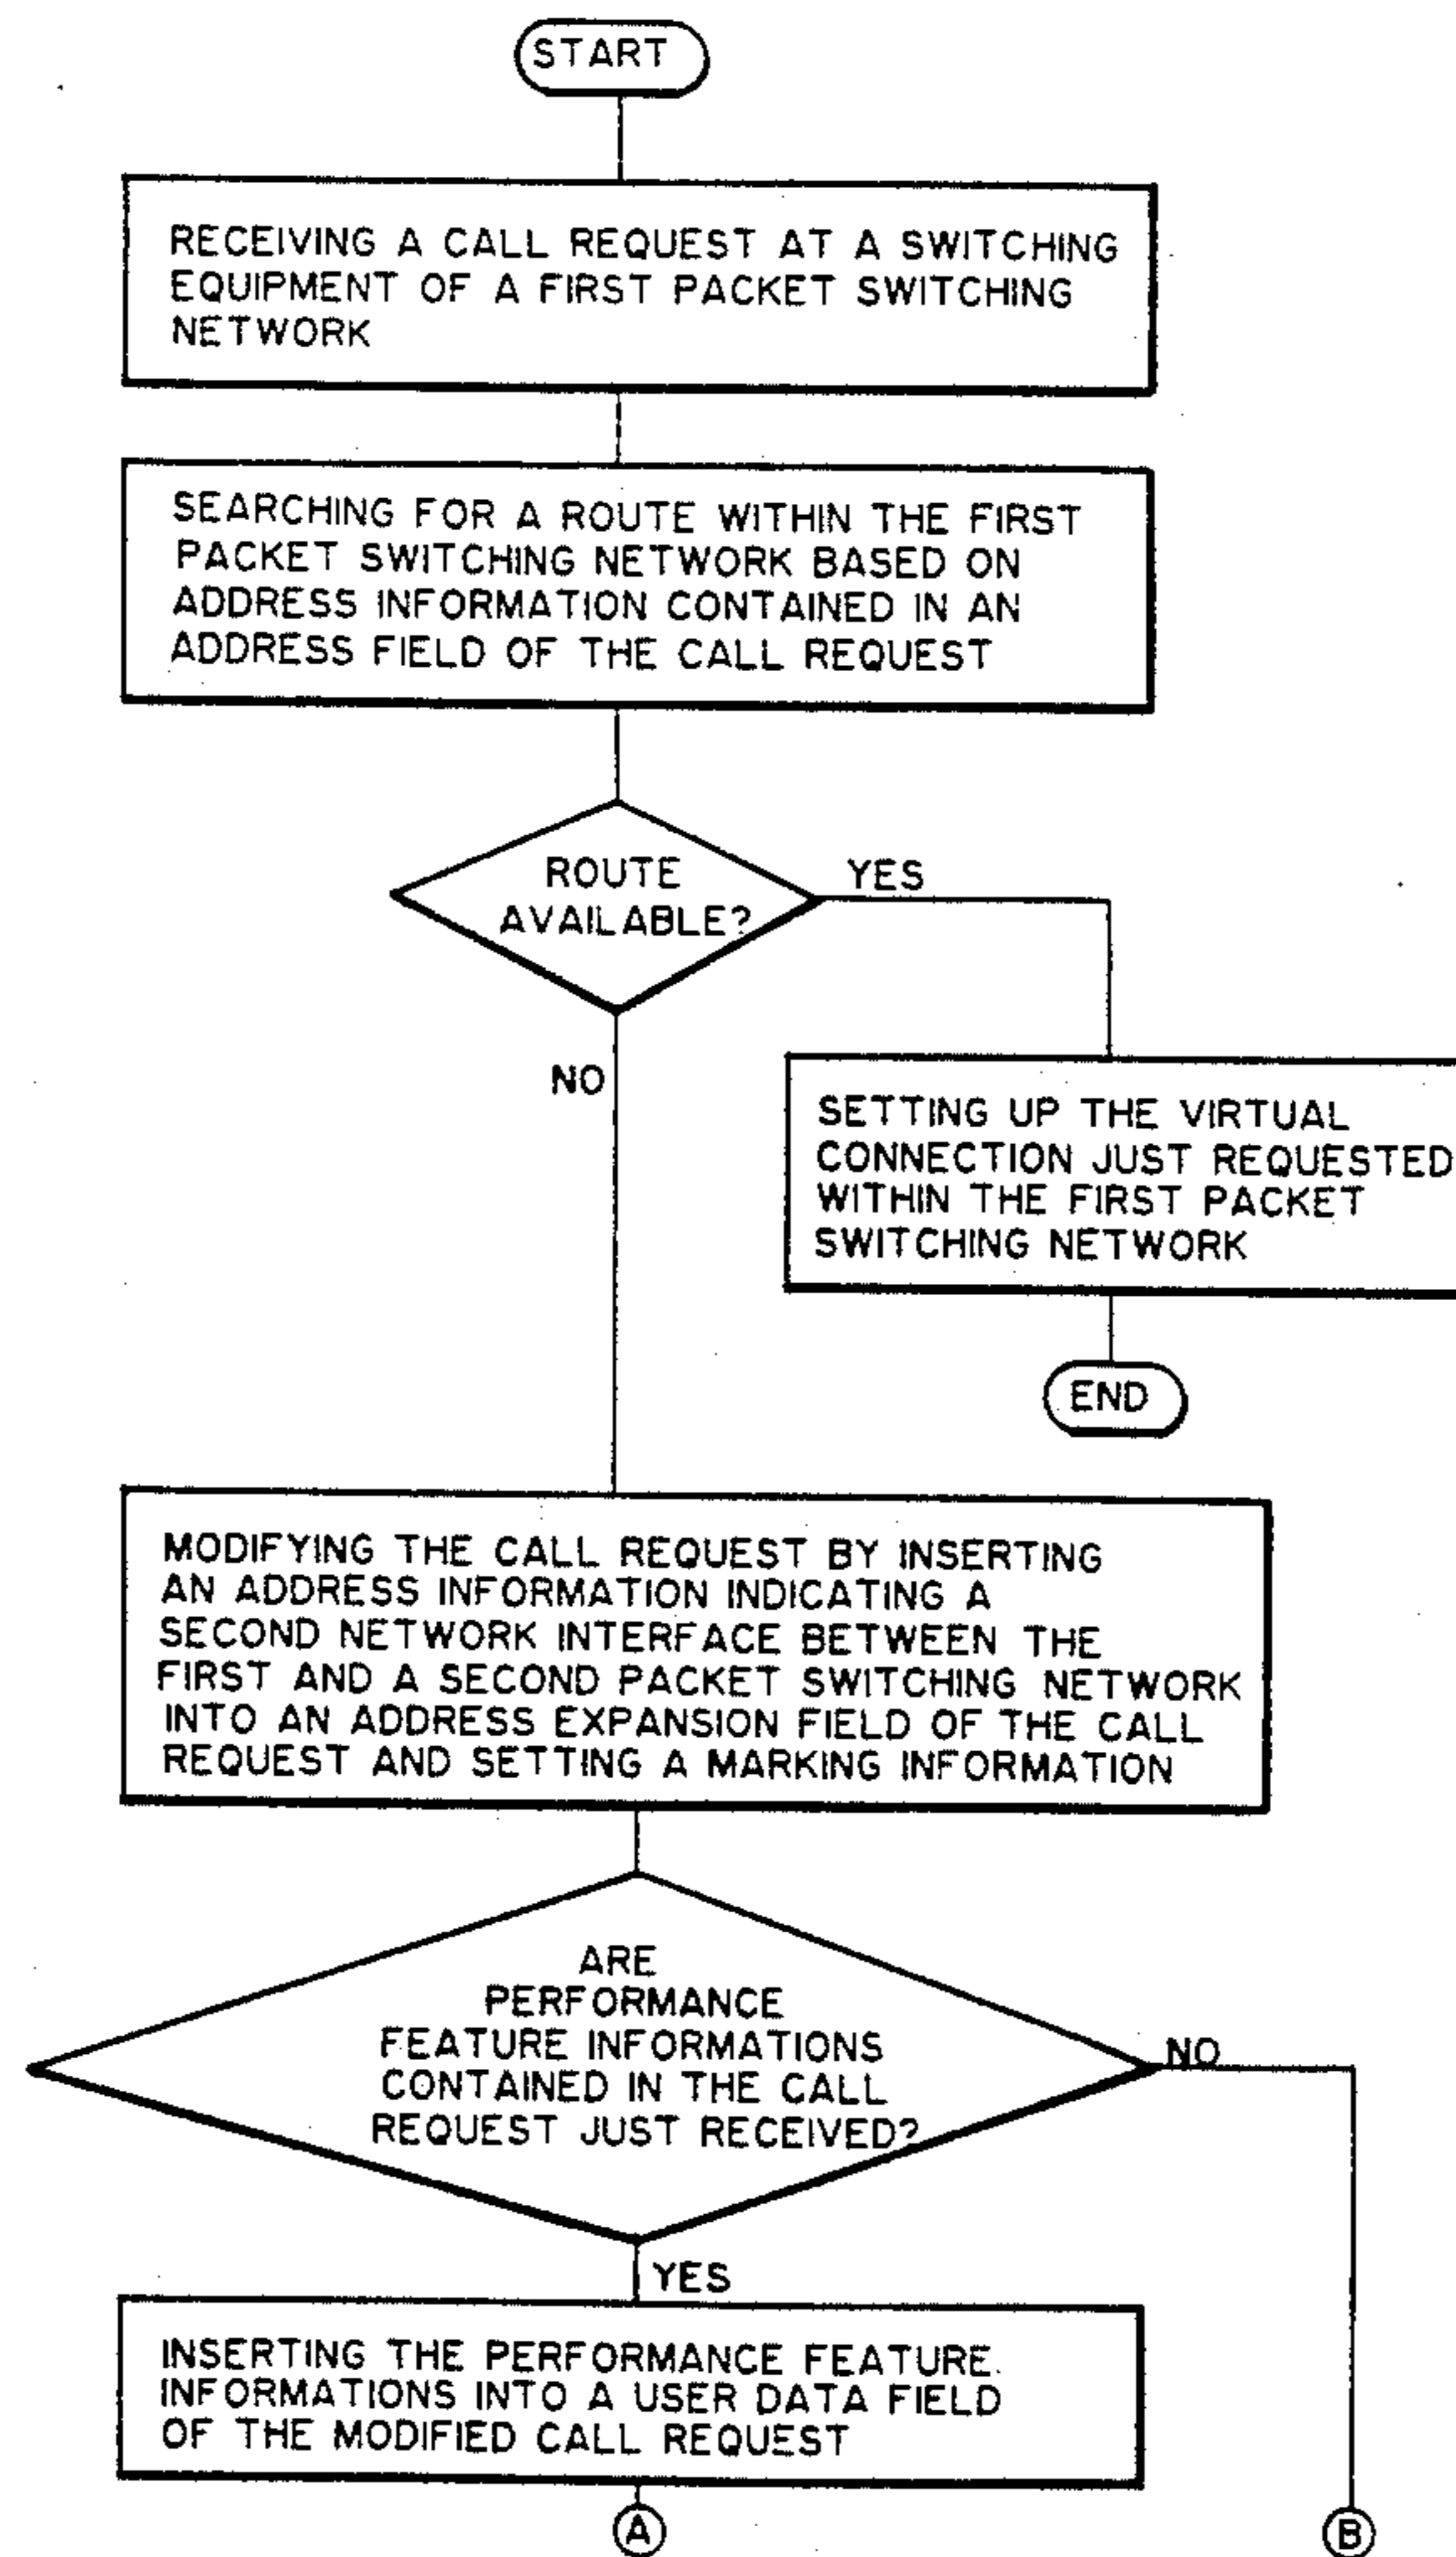 START
RECEIVING A CALL REQUEST AT A SWITCHING
EQUIPMENT OF A FIRST PACKET SWITCHING
NETWORK
SEARCHING FOR A ROUTE WITHIN THE FIRST
PACKET SWITCHING NETWORK BASED ON
ADDRESS INFORMATION CONTAINED IN AN
ADDRESS FIELD OF THE CALL REQUEST
ROUTE
AVAILABLE?
YES
NO
SETTING UP THE VIRTUAL
CONNECTION JUST REQUESTED
WITHIN THE FIRST PACKET
SWITCHING NETWORK
END
MODIFYING THE CALL REQUEST BY INSERTING
AN ADDRESS INFORMATION INDICATING A
SECOND NETWORK INTERFACE BETWEEN THE
FIRST AND A SECOND PACKET SWITCHING NETWORK
INTO AN ADDRESS EXPANSION FIELD OF THE CALL
REQUEST AND SETTING A MARKING INFORMATION
ARE
PERFORMANCE
FEATURE INFORMATIONS
CONTAINED IN THE CALL
REQUEST JUST RECEIVED?
NO
YES
INSERTING THE PERFORMANCE FEATURE
INFORMATIONS INTO A USER DATA FIELD
OF THE MODIFIED CALL REQUEST
A
B